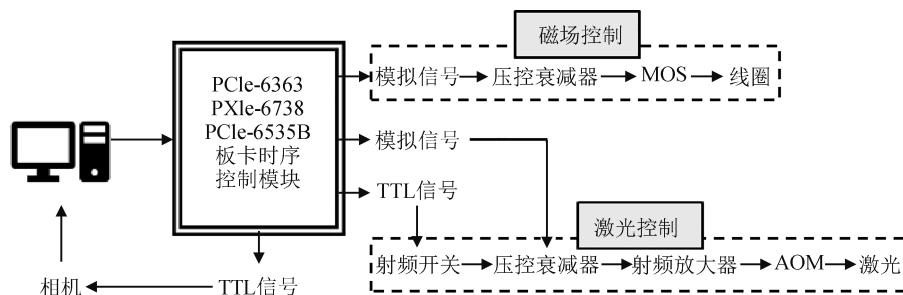 磁场控制
模拟信号 压控衰减器 MOS 线圈
PCIe-6363
PXIe-6738
PCIe-6535B
板卡时序
控制模块
模拟信号
TTL信号
激光控制
射频开关 压控衰减器 射频放大器 AOM 激光
相机 TTL信号